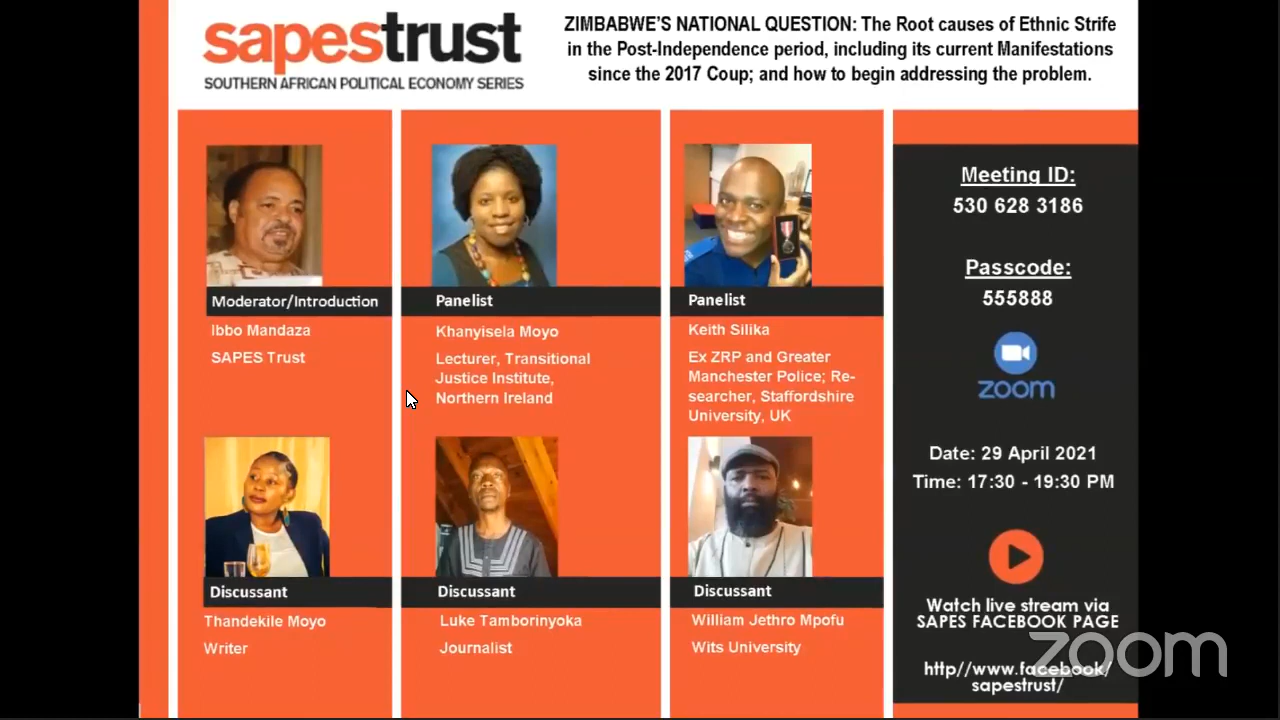 sapestrust
SOUTHERN AFRICAN POLITICAL ECONOMY SERIES
ZIMBABWE'S NATIONAL QUESTION: The Root causes of Ethnic Strife
in the Post-Independence period, including its current Manifestations
since the 2017 Coup; and how to begin addressing the problem.
Moderator/Introduction
Ibbo Mandaza
SAPES Trust
Panelist
Khanyisela Moyo
Lecturer, Transitional
Justice Institute,
Northern Ireland
Panelist
Keith Silika
Ex ZRP and Greater
Manchester Police; Re-
searcher, Staffordshire
University, UK
Discussant
Thandekile Moyo
Writer
Discussant
Luke Tamborinyoka
Journalist
Discussant
William Jethro Mpofu
Wits University
Meeting ID:
530 628 3186
Passcode:
555888
zoom
Date: 29 April 2021
Time: 17:30 - 19:30 PM
Watch live stream via
SAPES FACEBOOK PAGE
http//www.facebook/
sapestrust/
zoom